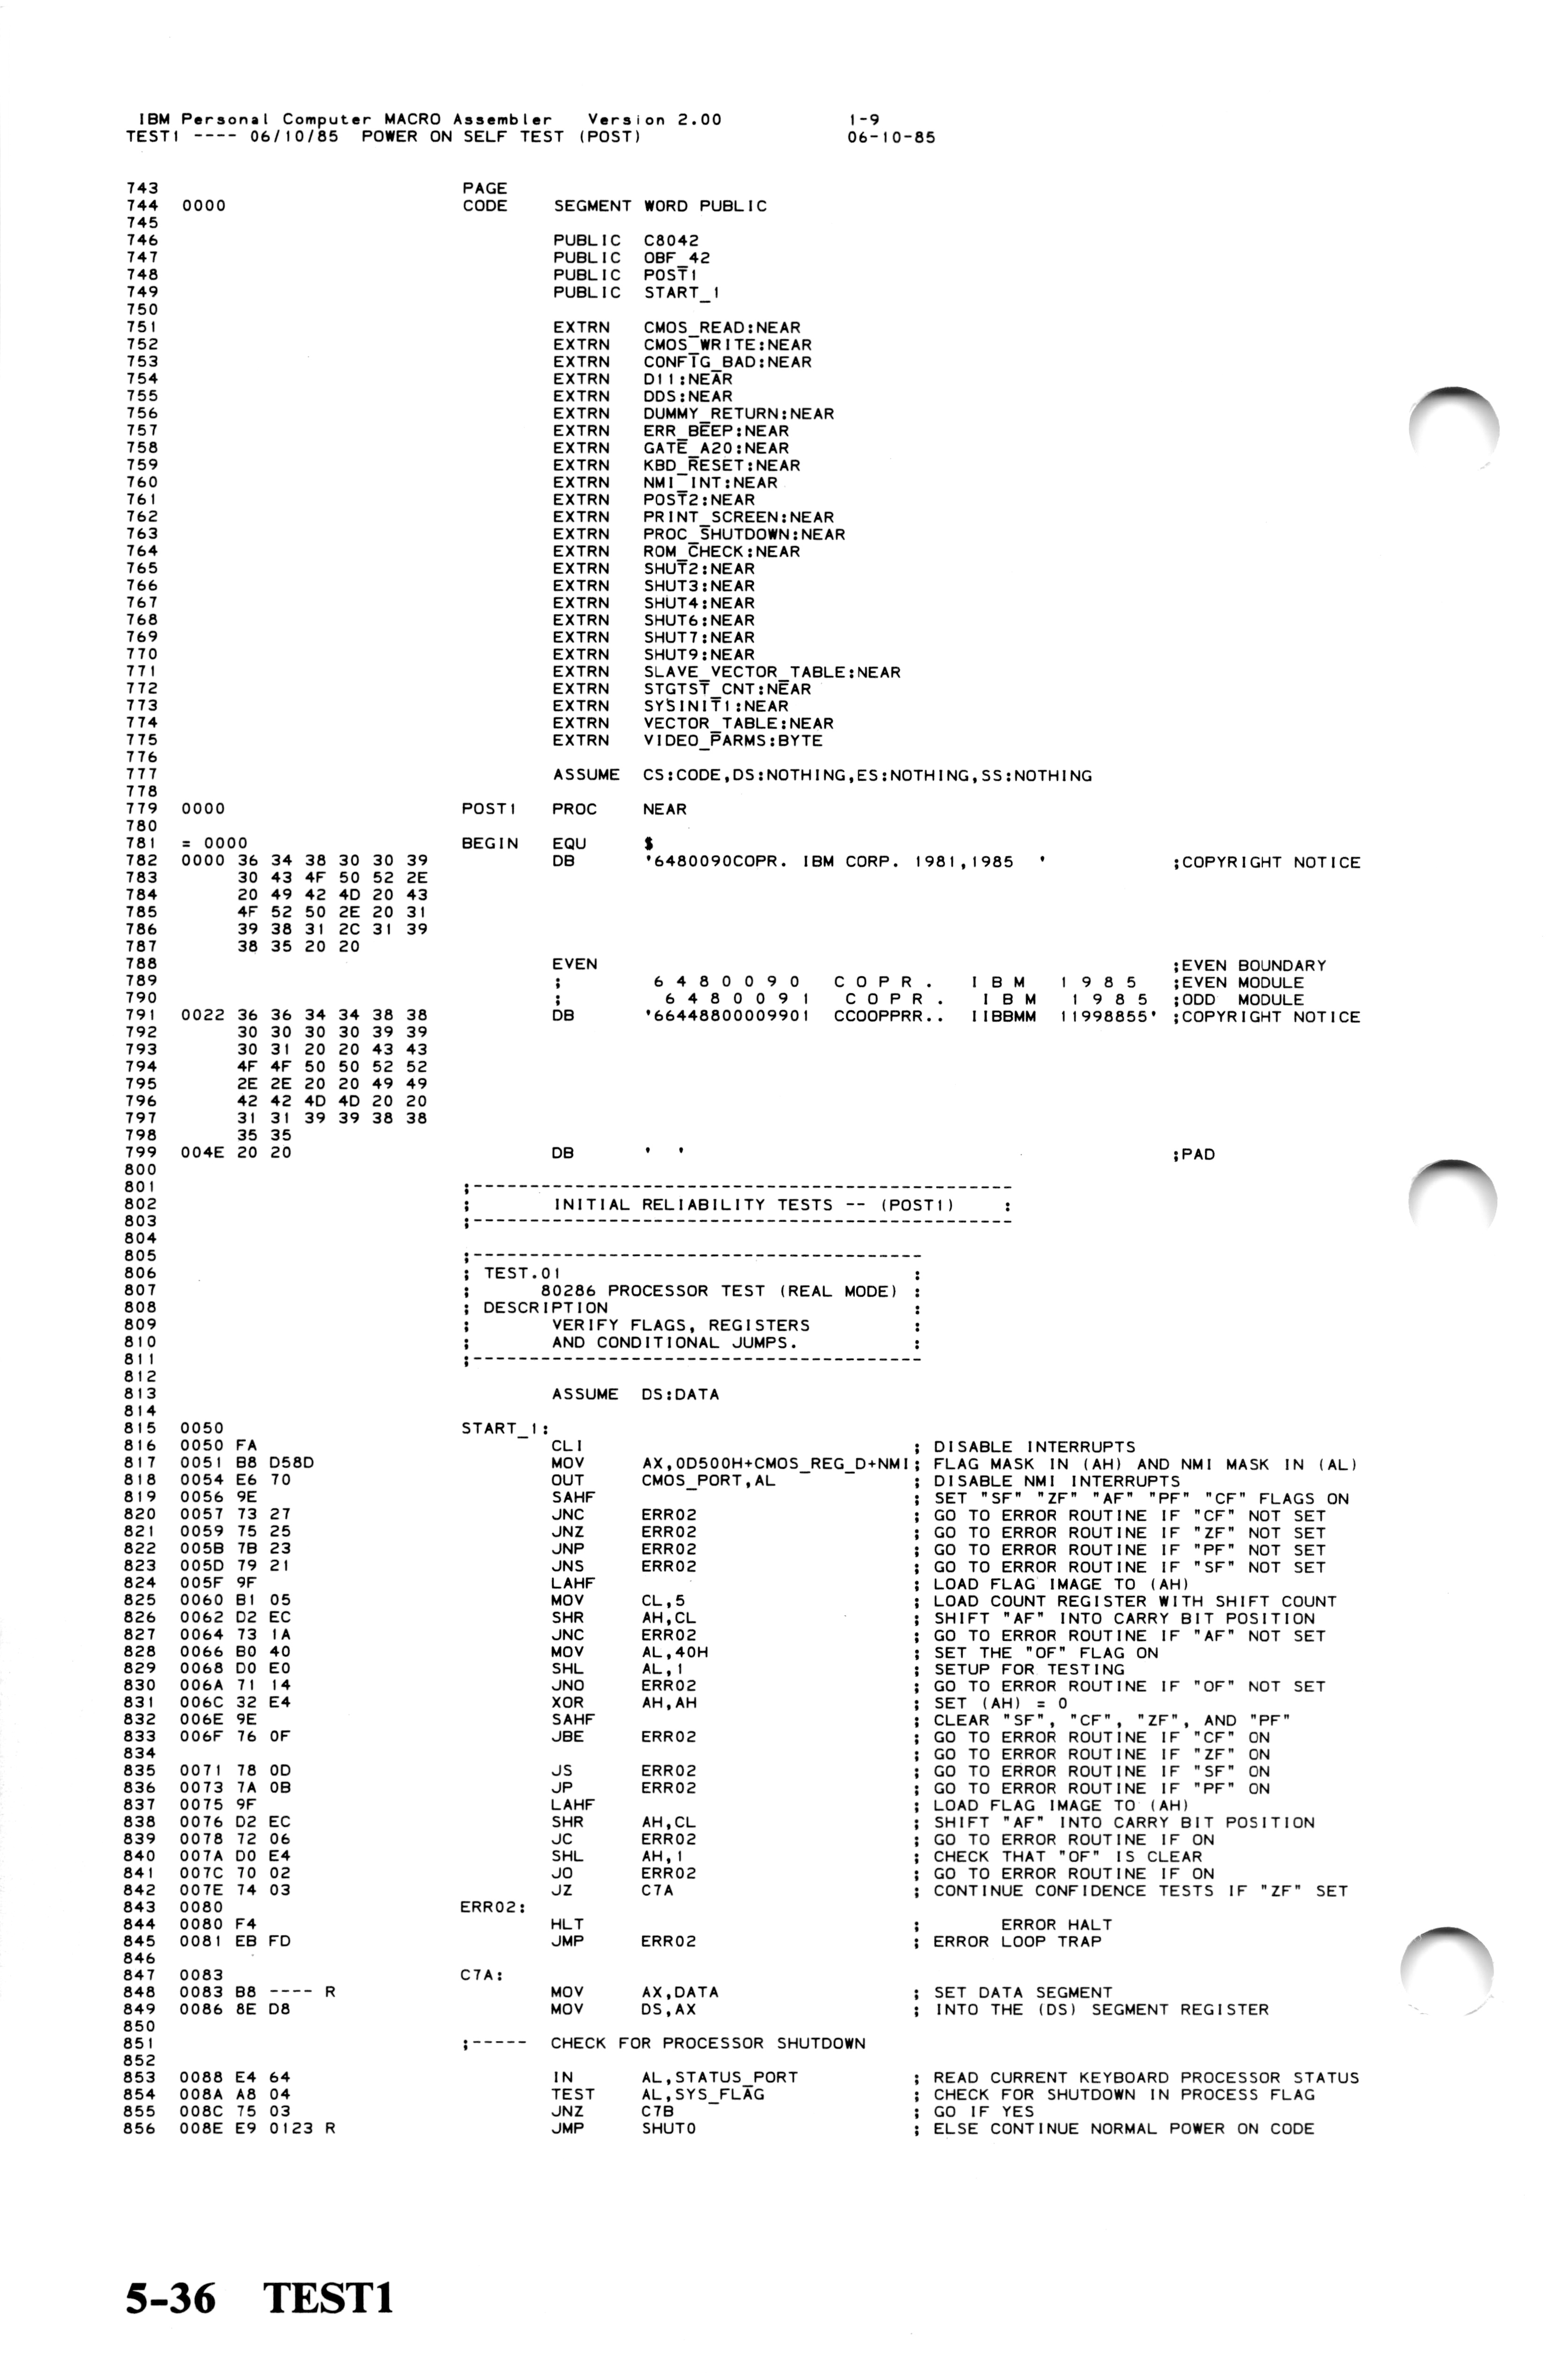 IBM Personal Computer MACRO Assembler   Version 2.00          1-9
TEST1 ---- 06/10/85  POWER ON SELF TEST (POST)                06-10-85
743 PAGE
744 0000 CODE SEGMENT WORD PUBLIC
745
746 PUBLIC C8042
747 PUBLIC OBF_42
748 PUBLIC POST1
749 PUBLIC START_1
750
751 EXTRN CMOS_READ:NEAR
752 EXTRN CMOS_WRITE:NEAR
753 EXTRN CONFIG_BAD:NEAR
754 EXTRN D11:NEAR
755 EXTRN DDS:NEAR
756 EXTRN DUMMY_RETURN:NEAR
757 EXTRN ERR_BEEP:NEAR
758 EXTRN GATE_A20:NEAR
759 EXTRN KBD_RESET:NEAR
760 EXTRN NMI_INT:NEAR
761 EXTRN POST2:NEAR
762 EXTRN PRINT_SCREEN:NEAR
763 EXTRN PROC_SHUTDOWN:NEAR
764 EXTRN ROM_CHECK:NEAR
765 EXTRN SHUT2:NEAR
766 EXTRN SHUT3:NEAR
767 EXTRN SHUT4:NEAR
768 EXTRN SHUT6:NEAR
769 EXTRN SHUT7:NEAR
770 EXTRN SHUT9:NEAR
771 EXTRN SLAVE_VECTOR_TABLE:NEAR
772 EXTRN STGTST_CNT:NEAR
773 EXTRN SYSINIT1:NEAR
774 EXTRN VECTOR_TABLE:NEAR
775 EXTRN VIDEO_PARMS:BYTE
776
777 ASSUME CS:CODE,DS:NOTHING,ES:NOTHING,SS:NOTHING
778
779 0000 POST1 PROC NEAR
780
781 = 0000 BEGIN EQU $
782 0000 36 34 38 30 30 39 DB '6480090COPR. IBM CORP. 1981,1985  ' ;COPYRIGHT NOTICE
783 30 43 4F 50 52 2E
784 20 49 42 4D 20 43
785 4F 52 50 2E 20 31
786 39 38 31 2C 31 39
787 38 35 20 20
788 EVEN ;EVEN BOUNDARY
789 ; 6 4 8 0 0 9 0   C O P R .   I B M   1 9 8 5 ;EVEN MODULE
790 ; 6 4 8 0 0 9 1   C O P R .   I B M   1 9 8 5 ;ODD  MODULE
791 0022 36 36 34 34 38 38 DB '66448800009901  CCOOPPRR..  IIBBMM  11998855' ;COPYRIGHT NOTICE
792 30 30 30 30 39 39
793 30 31 20 20 43 43
794 4F 4F 50 50 52 52
795 2E 2E 20 20 49 49
796 42 42 4D 4D 20 20
797 31 31 39 39 38 38
798 35 35
799 004E 20 20 DB '  ' ;PAD
800
801 ;------------------------------------------------
802 ; INITIAL RELIABILITY TESTS -- (POST1) :
803 ;------------------------------------------------
804
805 ;----------------------------------------
806 ; TEST.01 :
807 ; 80286 PROCESSOR TEST (REAL MODE) :
808 ; DESCRIPTION :
809 ; VERIFY FLAGS, REGISTERS :
810 ; AND CONDITIONAL JUMPS. :
811 ;----------------------------------------
812
813 ASSUME DS:DATA
814
815 0050 START_1:
816 0050 FA CLI ; DISABLE INTERRUPTS
817 0051 B8 D58D MOV AX,0D500H+CMOS_REG_D+NMI; FLAG MASK IN (AH) AND NMI MASK IN (AL)
818 0054 E6 70 OUT CMOS_PORT,AL ; DISABLE NMI INTERRUPTS
819 0056 9E SAHF ; SET "SF" "ZF" "AF" "PF" "CF" FLAGS ON
820 0057 73 27 JNC ERR02 ; GO TO ERROR ROUTINE IF "CF" NOT SET
821 0059 75 25 JNZ ERR02 ; GO TO ERROR ROUTINE IF "ZF" NOT SET
822 005B 7B 23 JNP ERR02 ; GO TO ERROR ROUTINE IF "PF" NOT SET
823 005D 79 21 JNS ERR02 ; GO TO ERROR ROUTINE IF "SF" NOT SET
824 005F 9F LAHF ; LOAD FLAG IMAGE TO (AH)
825 0060 B1 05 MOV CL,5 ; LOAD COUNT REGISTER WITH SHIFT COUNT
826 0062 D2 EC SHR AH,CL ; SHIFT "AF" INTO CARRY BIT POSITION
827 0064 73 1A JNC ERR02 ; GO TO ERROR ROUTINE IF "AF" NOT SET
828 0066 B0 40 MOV AL,40H ; SET THE "OF" FLAG ON
829 0068 D0 E0 SHL AL,1 ; SETUP FOR TESTING
830 006A 71 14 JNO ERR02 ; GO TO ERROR ROUTINE IF "OF" NOT SET
831 006C 32 E4 XOR AH,AH ; SET (AH) = 0
832 006E 9E SAHF ; CLEAR "SF", "CF", "ZF", AND "PF"
833 006F 76 0F JBE ERR02 ; GO TO ERROR ROUTINE IF "CF" ON
834 ; GO TO ERROR ROUTINE IF "ZF" ON
835 0071 78 0D JS ERR02 ; GO TO ERROR ROUTINE IF "SF" ON
836 0073 7A 0B JP ERR02 ; GO TO ERROR ROUTINE IF "PF" ON
837 0075 9F LAHF ; LOAD FLAG IMAGE TO (AH)
838 0076 D2 EC SHR AH,CL ; SHIFT "AF" INTO CARRY BIT POSITION
839 0078 72 06 JC ERR02 ; GO TO ERROR ROUTINE IF ON
840 007A D0 E4 SHL AH,1 ; CHECK THAT "OF" IS CLEAR
841 007C 70 02 JO ERR02 ; GO TO ERROR ROUTINE IF ON
842 007E 74 03 JZ C7A ; CONTINUE CONFIDENCE TESTS IF "ZF" SET
843 0080 ERR02:
844 0080 F4 HLT ; ERROR HALT
845 0081 EB FD JMP ERR02 ; ERROR LOOP TRAP
846
847 0083 C7A:
848 0083 B8 ---- R MOV AX,DATA ; SET DATA SEGMENT
849 0086 8E D8 MOV DS,AX ; INTO THE (DS) SEGMENT REGISTER
850
851 ;----- CHECK FOR PROCESSOR SHUTDOWN
852
853 0088 E4 64 IN AL,STATUS_PORT ; READ CURRENT KEYBOARD PROCESSOR STATUS
854 008A A8 04 TEST AL,SYS_FLAG ; CHECK FOR SHUTDOWN IN PROCESS FLAG
855 008C 75 03 JNZ C7B ; GO IF YES
856 008E E9 0123 R JMP SHUT0 ; ELSE CONTINUE NORMAL POWER ON CODE
5-36 TEST1